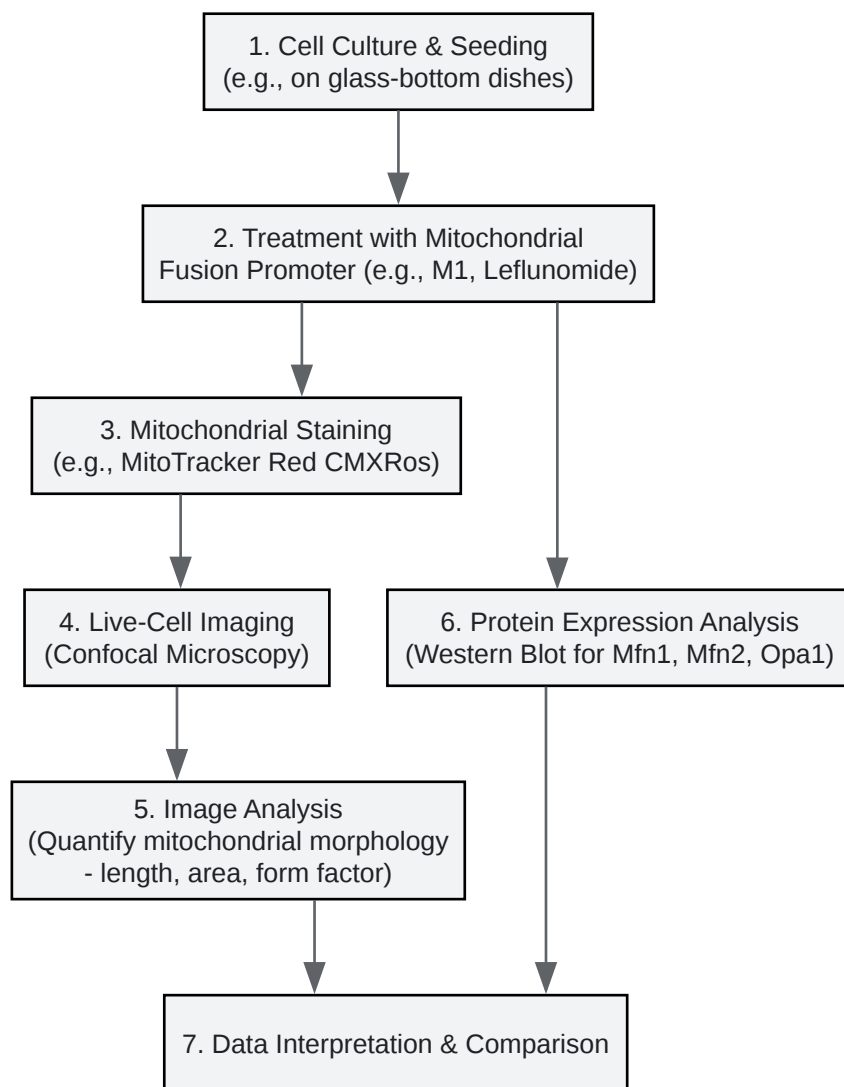 1. Cell Culture & Seeding
(e.g., on glass-bottom dishes)
2. Treatment with Mitochondrial
Fusion Promoter (e.g., M1, Leflunomide)
3. Mitochondrial Staining
(e.g., MitoTracker Red CMXRos)
4. Live-Cell Imaging
(Confocal Microscopy)
5. Image Analysis
(Quantify mitochondrial morphology
- length, area, form factor)
6. Protein Expression Analysis
(Western Blot for Mfn1, Mfn2, Opa1)
7. Data Interpretation & Comparison